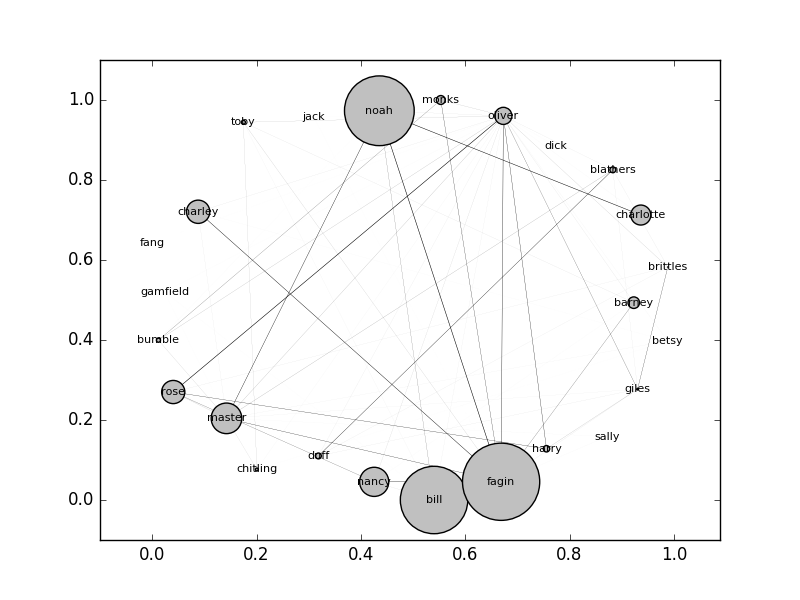 1.0
0.8
0.6
0.4
0.2
0.0
monks
noah
jack
oliver
toby
dick
blathers
charley
charlotte
fang
brittles
gamfield
barney
bumble
betsy
giles
rose
master
sally
harry
duff
chitling
nancy
fagin
bill
0.0 0.2 0.4 0.6 0.8 1.0